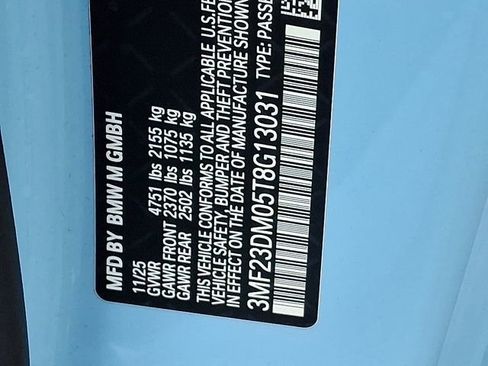 MFD BY BMW M GMBH
11/25
GVWR 4751 lbs 2155 kg
GAWR FRONT 2370 lbs 1075 kg
GAWR REAR 2502 lbs 1135 kg
THIS VEHICLE CONFORMS TO ALL APPLICABLE U.S. FE
VEHICLE SAFETY, BUMPER AND THEFT PREVENTION
IN EFFECT ON THE DATE OF
3MF23DM05T8G13031 TYPE: PASSE